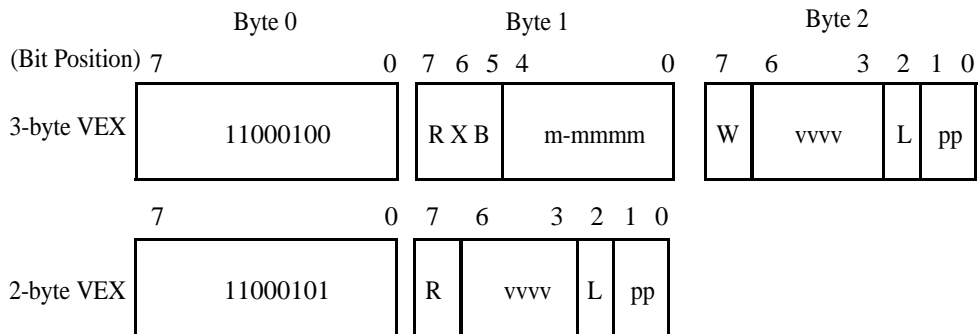 Byte 0 Byte 1 Byte 2
(Bit Position) 7 0 7 6 5 4 0 7 6 3 2 1 0
3-byte VEX 11000100 R X B m-mmmm W vvvv L pp
7 0 7 6 3 2 1 0
2-byte VEX 11000101 R vvvv L pp